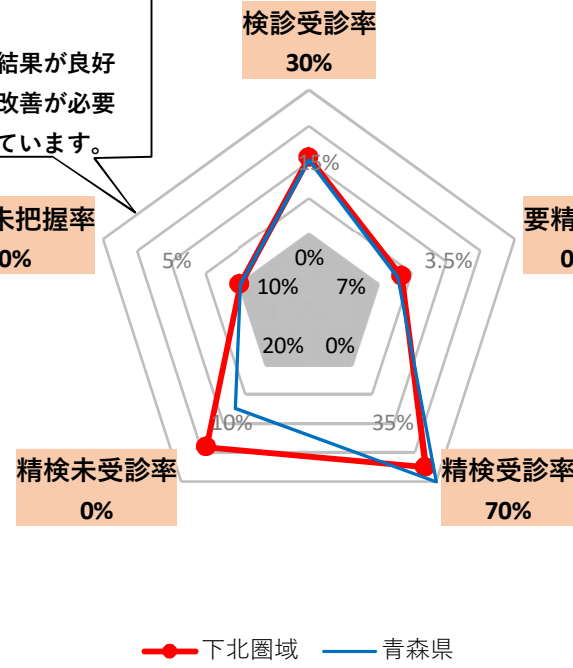 結果が良好
改善が必要
ています。
検診受診率
30%
15%
未把握率
0%
5%
要精
0
3.5%
0%
10%
7%
20%
0%
10%
35%
精検未受診率
0%
精検受診率
70%
下北圏域
青森県